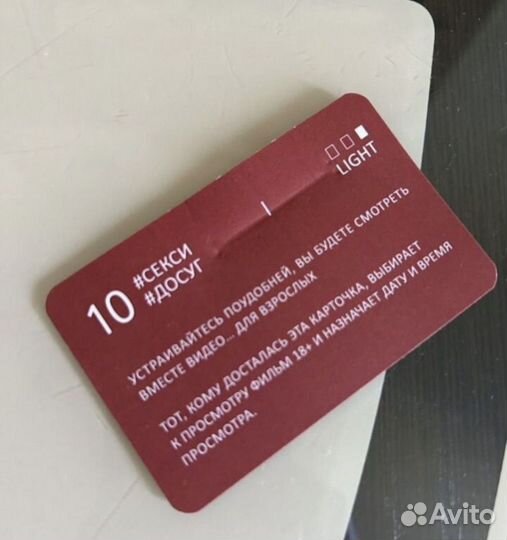 10
#СЕКСИ
#ДОСУГ
LIGHT
УСТРАИВАЙТЕСЬ ПОУДОБНЕЙ, ВЫ БУДЕТЕ СМОТРЕТЬ
ВМЕСТЕ ВИДЕО... ДЛЯ ВЗРОСЛЫХ
ТОТ, КОМУ ДОСТАЛАСЬ ЭТА КАРТОЧКА, ВЫБИРАЕТ
К ПРОСМОТРУ ФИЛЬМ 18+ И НАЗНАЧАЕТ ДАТУ И ВРЕМЯ
ПРОСМОТРА.
Avito